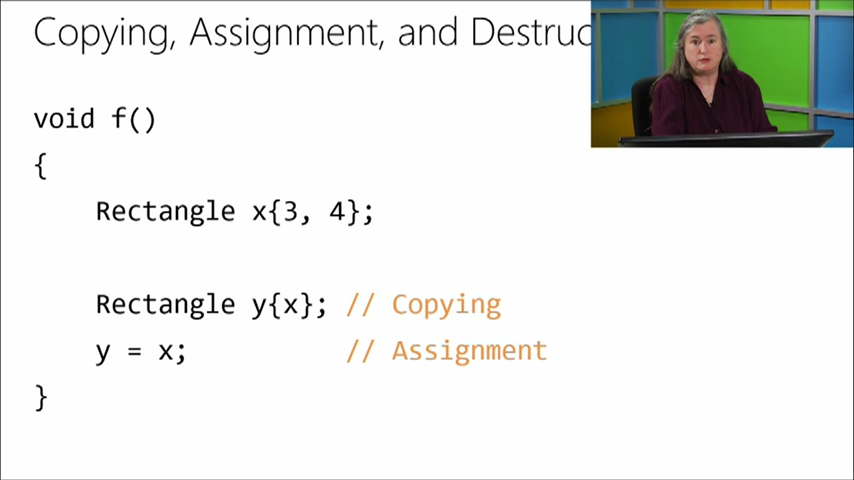 Copying, Assignment, and Destruc
void f()
{
Rectangle x{3, 4};
Rectangle y{x}; // Copying
y = x; // Assignment
}